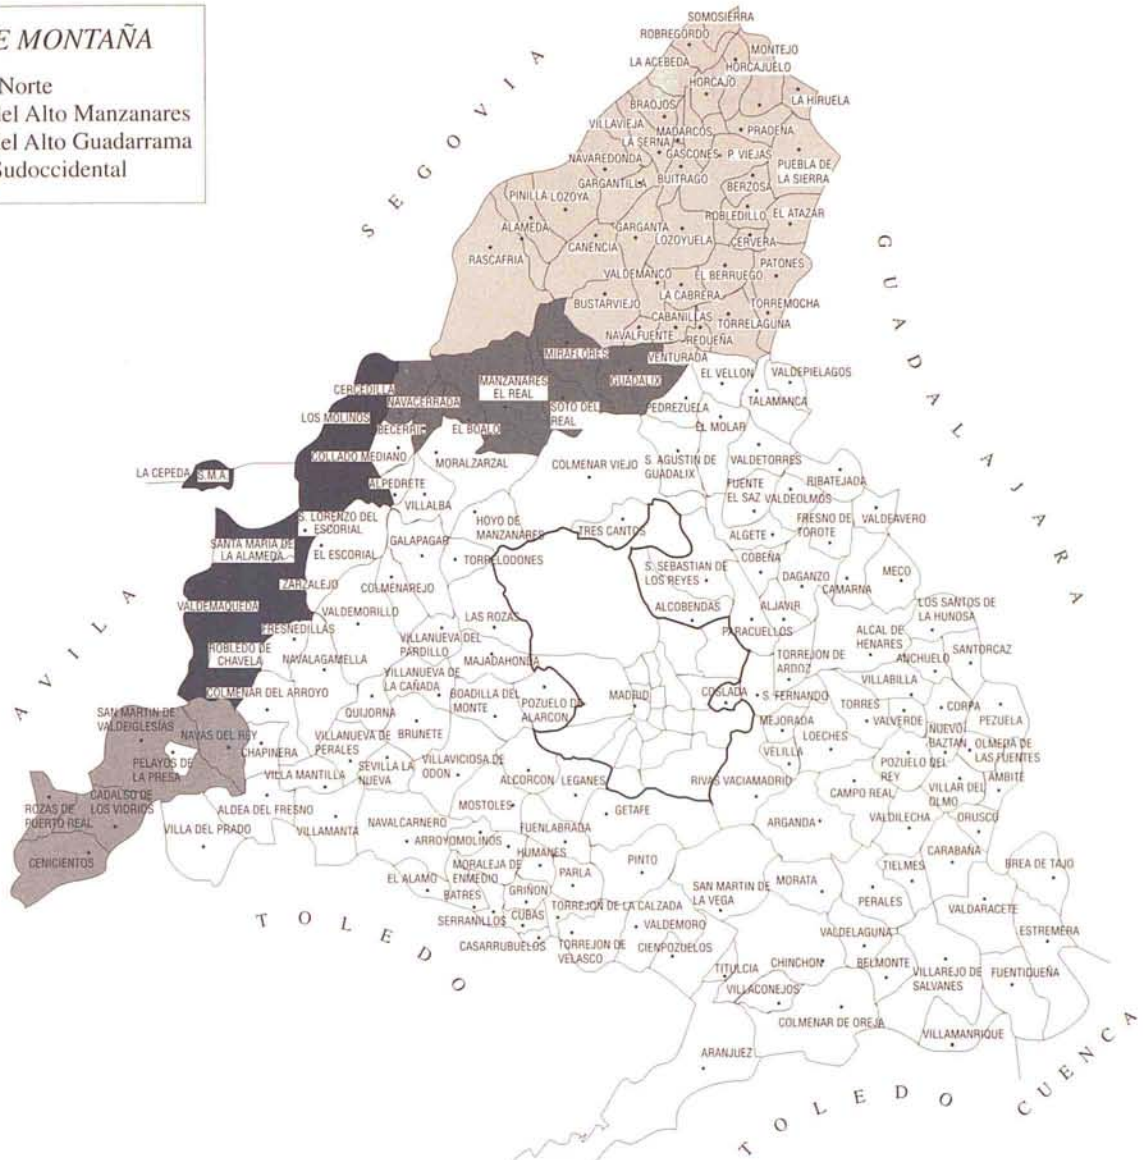 E MONTAÑA
Norte
el Alto Manzanares
el Alto Guadarrama
Sudoccidental
SEGOVIA
GUADALAJARA
AVILA
TOLEDO
TOLEDO
CUENCA
SOMOSIERRA
ROBREGORDO
MONTEJO
LA ACEBEDA
HORCAJUELO
HORCAJO
LA HIRUELA
BRAOJOS
VILLAVIEJA
MADARCOS
PRADENA
LA SERNA
GASCONES
P. VIEJAS
NAVAREDONDA
PUEBLA DE
LA SIERRA
GARGANTILLA
BUITRAGO
BERZOSA
PINILLA
LOZOYA
ROBLEDILLO
EL ATAZAR
ALAMEDA
GARGANTA
CANENCIA
LOZOYUELA
CERVERA
RASCAFRIA
PATONES
VALDEMANCO
EL BERRUEGO
LA CABRERA
BUSTARVIEJO
TORREMOCHA
CABANILLAS
TORRELAGUNA
NAVALFUENTE
REDUEÑA
MIRAFLORES
VENTURADA
EL VELLON
VALDEPIELAGOS
CERCEDILLA
MANZANARES
EL REAL
GUADALIX
NAVACERRADA
TALAMANCA
LOS MOLINOS
SOTO DEL
REAL
PEDREZUELA
BECERRIL
EL BOALO
EL MOLAR
COLLADO MEDIANO
MORALZARZAL
COLMENAR VIEJO
S. AGUSTIN DE
GUADALIX
VALDETORRES
LA CEPEDA
S.M.A.
ALPEDRETE
FUENTE
EL SAZ
RIBATEJADA
VALDEOLMOS
VILLALBA
S. LORENZO DEL
ESCORIAL
HOYO DE
MANZANARES
TRES CANTOS
FRESNO DE
TOROTE
VALDEAVERO
ALGETE
SANTA MARIA DE
LA ALAMEDA
GALAPAGAR
EL ESCORIAL
TORRELODONES
COBEÑA
S. SEBASTIAN DE
LOS REYES
MECO
ZARZALEJO
COLMENAREJO
DAGANZO
CAMARNA
VALDEMAQUEDA
VALDEMORILLO
ALCOBENDAS
AJALVIR
LOS SANTOS DE
LA HUNOSA
LAS ROZAS
FRESNEDILLAS
PARACUELLOS
ALCAL DE
HENARES
VILLANUEVA DEL
PARDILLO
ROBLEDO DE
CHAVELA
NAVALAGAMELLA
MAJADAHONDA
TORREJON DE
ARDOZ
ANCHUELO
SANTORCAZ
VILLANUEVA DE
LA CAÑADA
VILLABILLA
COLMENAR DEL ARROYO
BOADILLA DEL
MONTE
POZUELO DE
ALARCON
MADRID
COSLADA
S. FERNANDO
TORRES
CORPA
SAN MARTIN DE
VALDEIGLESIAS
QUIJORNA
MEJORADA
VALVERDE
PEZUELA
NAVAS DEL REY
VILLANUEVA DE
PERALES
BRUNETE
LOECHES
NUEVO
BAZTAN
OLMEDA DE
LAS FUENTES
CHAPINERA
VELILLA
PELAYOS DE
LA PRESA
SEVILLA LA
NUEVA
VILLAVICIOSA DE
ODON
POZUELO DEL
REY
VILLA MANTILLA
ALCORCON
LEGANES
RIVAS VACIAMADRID
AMBITE
CADALSO DE
LOS VIDRIOS
VILLAR DEL
OLMO
CAMPO REAL
ROZAS DE
PUERTO REAL
ALDEA DEL FRESNO
MOSTOLES
GETAFE
VALDILECHA
ORUSCO
VILLA DEL PRADO
VILLAMANTA
NAVALCARNERO
FUENLABRADA
ARGANDA
ARROYOMOLINOS
CARABAÑA
CENICIENTOS
HUMANES
PINTO
TIELMES
BREA DE TAJO
MORALEJA DE
ENMEDIO
PARLA
EL ALAMO
SAN MARTIN DE
LA VEGA
MORATA
BATRES
GRIÑON
PERALES
SERRANILLOS
CUBAS
TORREJON DE LA CALZADA
VALDARACETE
VALDEMORO
VALDELAGUNA
ESTREMERA
CASARRUBUELOS
TORREJON DE
VELASCO
CIENPOZUELOS
TITULCIA
CHINCHON
BELMONTE
VILLAREJO DE
SALVANES
FUENTIDUEÑA
VILLACONEJOS
COLMENAR DE OREJA
VILLAMANRIQUE
ARANJUEZ